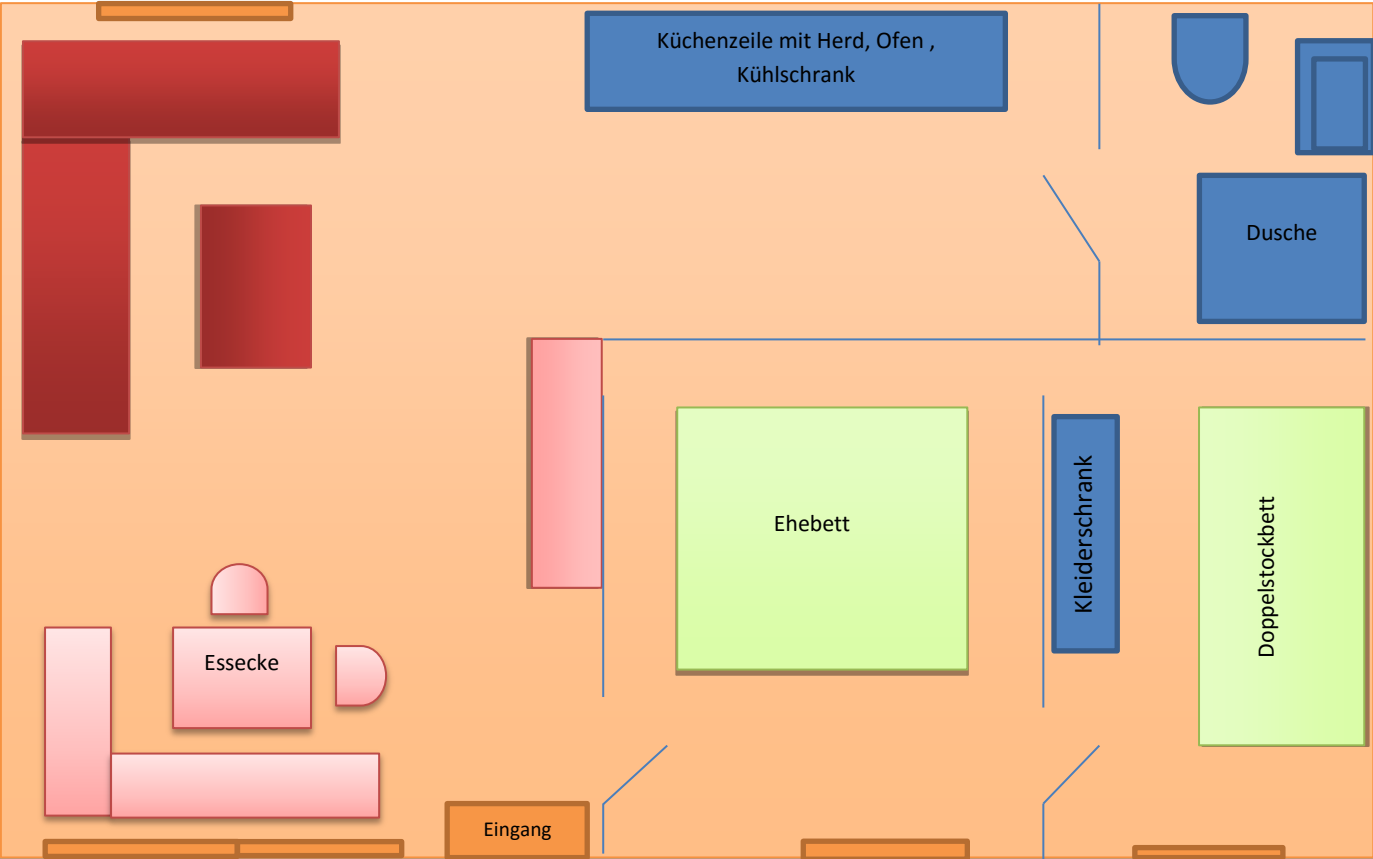 Küchenzeile mit Herd, Ofen ,
Kühlschrank
Dusche
Ehebett
Kleiderschrank
Doppelstockbett
Essecke
Eingang